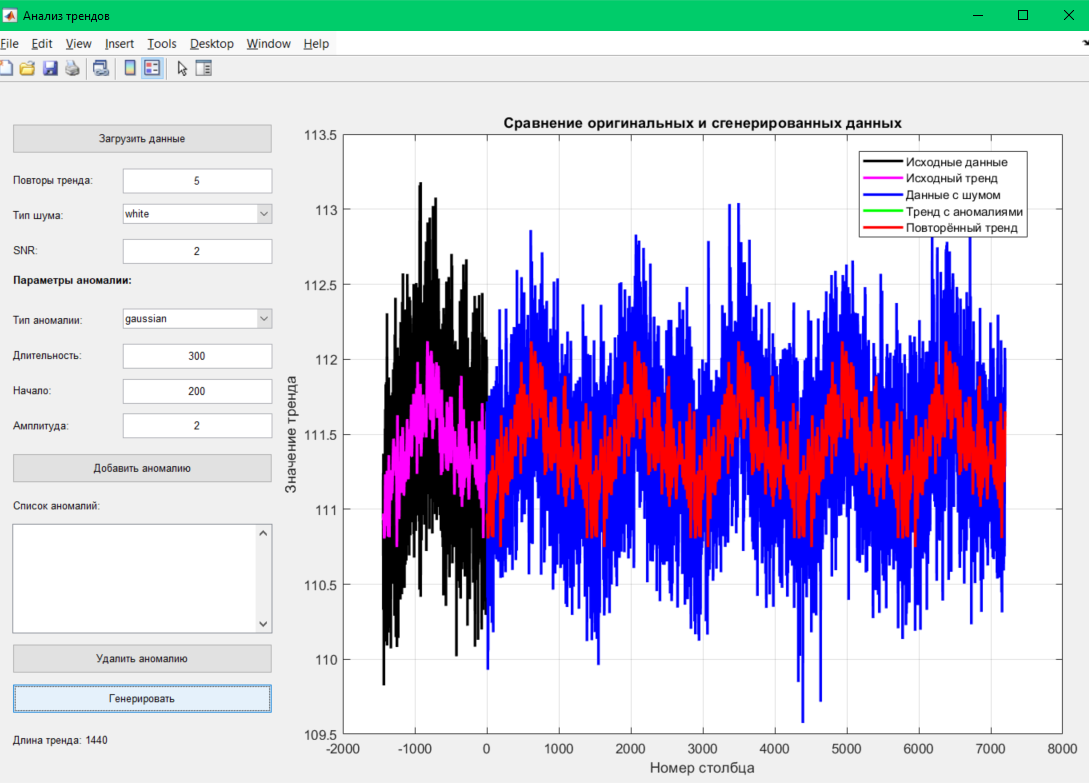 Анализ трендов
File Edit View Insert Tools Desktop Window Help
Загрузить данные
Повторы тренда: 5
Тип шума: white
SNR: 2
Параметры аномалии:
Тип аномалии: gaussian
Длительность: 300
Начало: 200
Амплитуда: 2
Добавить аномалию
Список аномалий:
Удалить аномалию
Генерировать
Длина тренда: 1440
Сравнение оригинальных и сгенерированных данных
Исходные данные
Исходный тренд
Данные с шумом
Тренд с аномалиями
Повторённый тренд
Значение тренда
113.5
113
112.5
112
111.5
111
110.5
110
109.5
-2000 -1000 0 1000 2000 3000 4000 5000 6000 7000 8000
Номер столбца